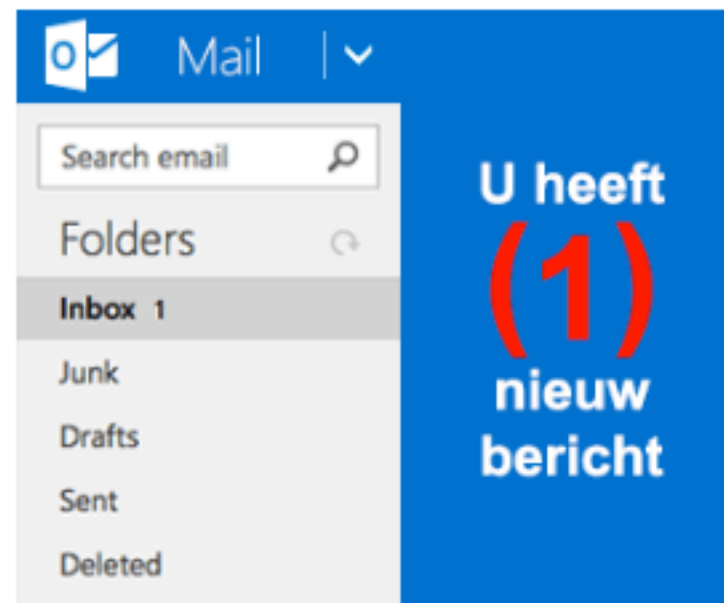 Mail
Search email
Folders
Inbox 1
Junk
Drafts
Sent
Deleted
U heeft
(1)
nieuw
bericht